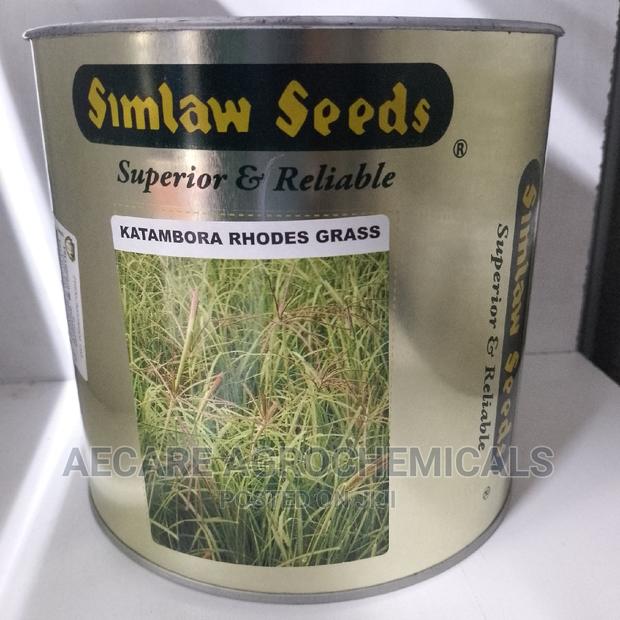 Simlaw Seeds
®
Superior & Reliable
KATAMBORA RHODES GRASS
Simlaw Seeds
Superior & Reliable
®
AECARE AGROCHEMICALS
POSTED ON JIJI